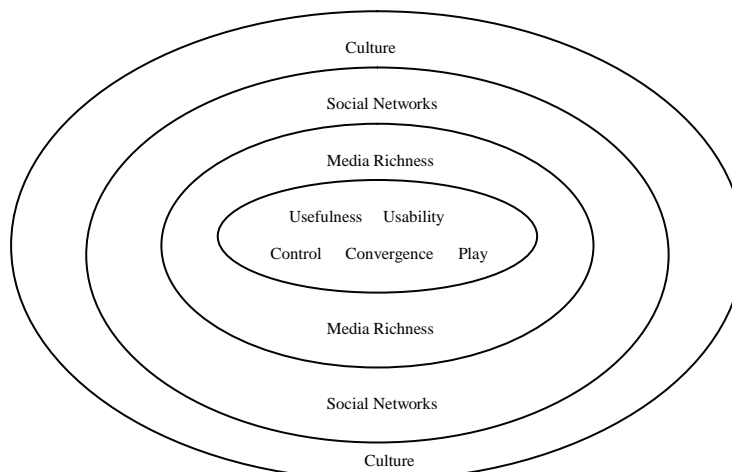 Culture
Social Networks
Media Richness
Usefulness Usability
Control Convergence Play
Media Richness
Social Networks
Culture